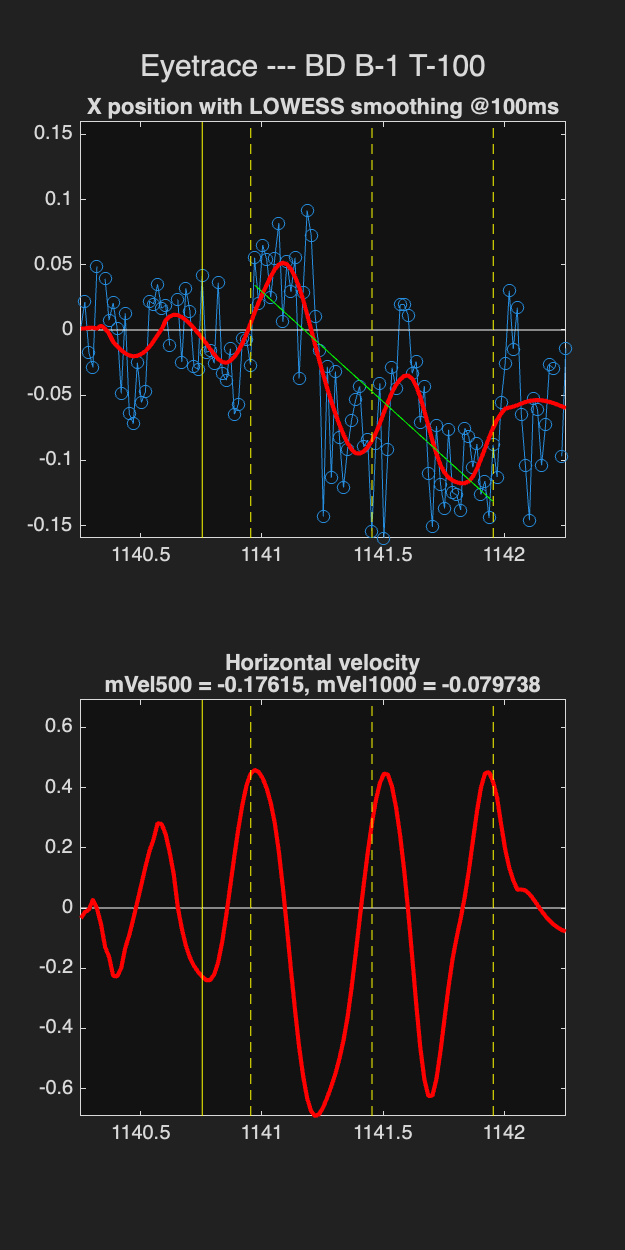 Eyetrace --- BD B-1 T-100
X position with LOWESS smoothing @100ms
0.15
0.1
0.05
0
-0.05
-0.1
-0.15
1140.5 1141 1141.5 1142
Horizontal velocity
mVel500 = -0.17615, mVel1000 = -0.079738
0.6
0.4
0.2
0
-0.2
-0.4
-0.6
1140.5 1141 1141.5 1142